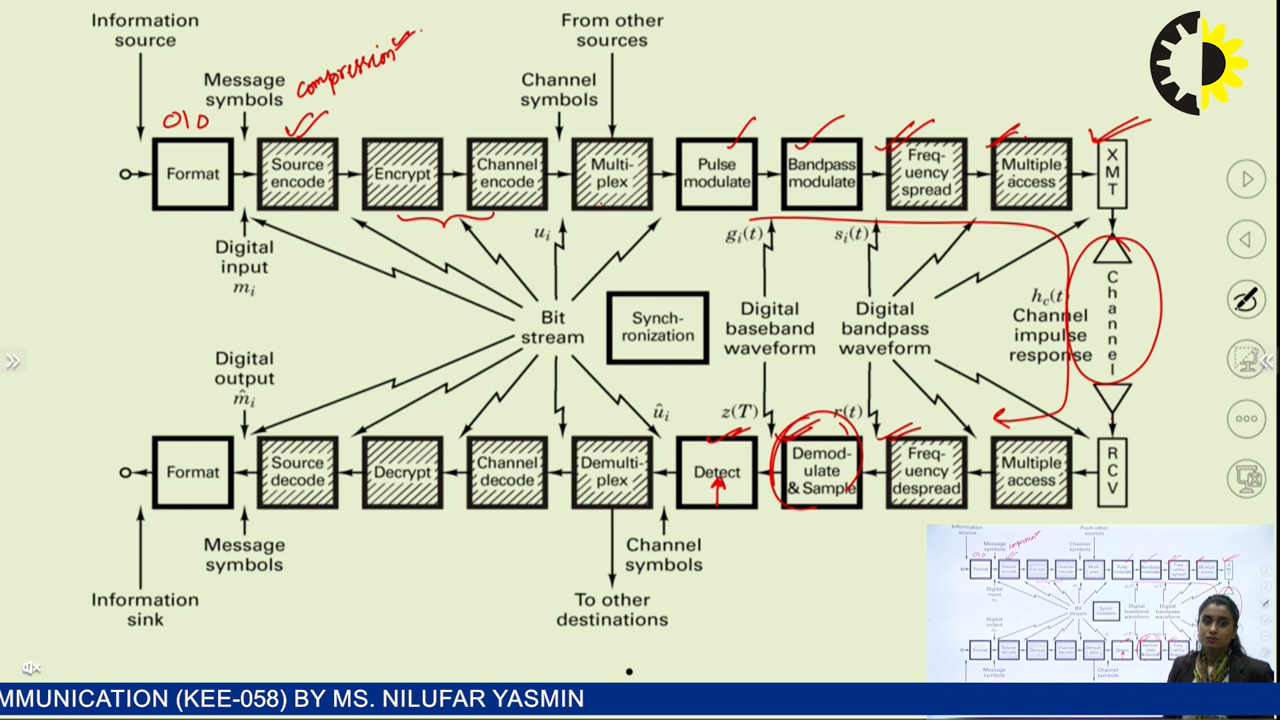 Information
source
From other
sources
Message
symbols
compression
Channel
symbols
010
Format
Source
encode
Encrypt
Channel
encode
Multi-
plex
Pulse
modulate
Bandpass
modulate
Freq-
uency
spread
Multiple
access
X
M
T
Digital
input
mᵢ
uᵢ
gᵢ(t)
sᵢ(t)
Bit
stream
Synch-
ronization
Digital
baseband
waveform
Digital
bandpass
waveform
h_c(t)
Channel
impulse
response
C
h
a
n
n
e
l
Digital
output
m̂ᵢ
ûᵢ
z(T)
r(t)
Format
Source
decode
Decrypt
Channel
decode
Demulti-
plex
Detect
Demod-
ulate
& Sample
Freq-
uency
despread
Multiple
access
R
C
V
Message
symbols
Channel
symbols
Information
sink
To other
destinations
MMUNICATION (KEE-058) BY MS. NILUFAR YASMIN